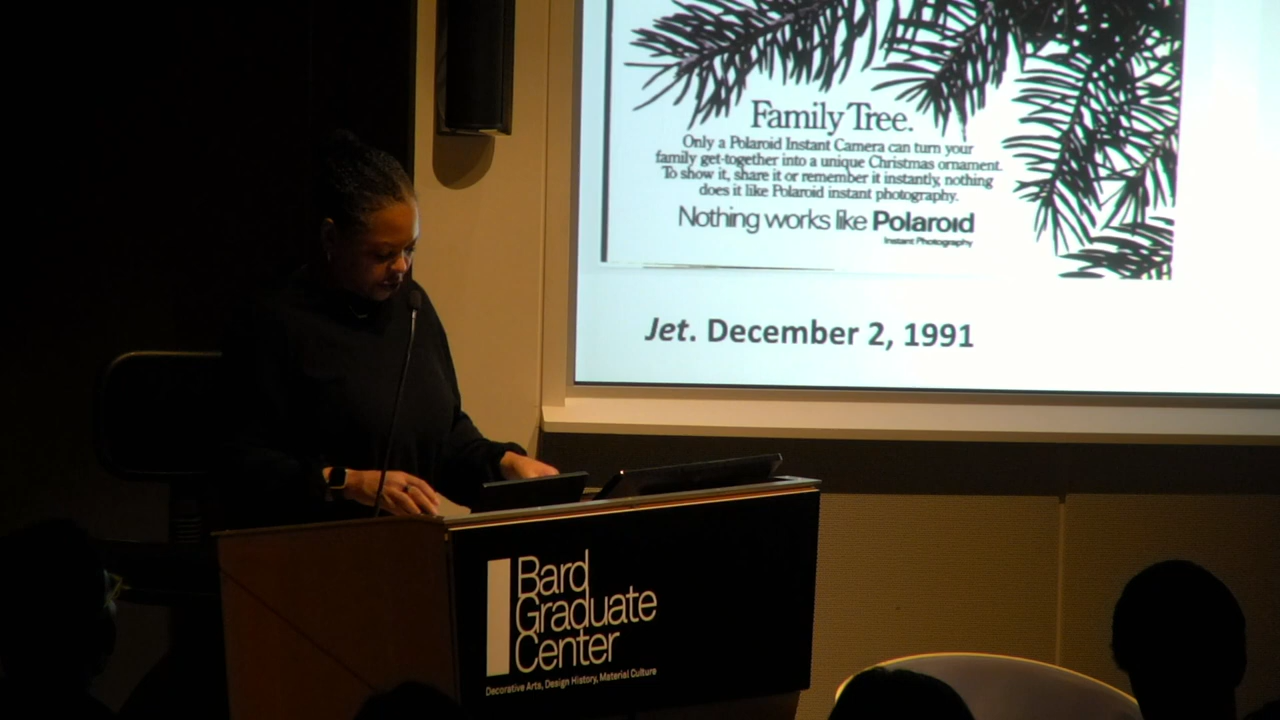 Family Tree.
Only a Polaroid Instant Camera can turn your
family get-together into a unique Christmas ornament.
To show it, share it or remember it instantly, nothing
does it like Polaroid instant photography.
Nothing works like Polaroid
Instant Photography
Jet. December 2, 1991
Bard
Graduate
Center
Decorative Arts, Design History, Material Culture